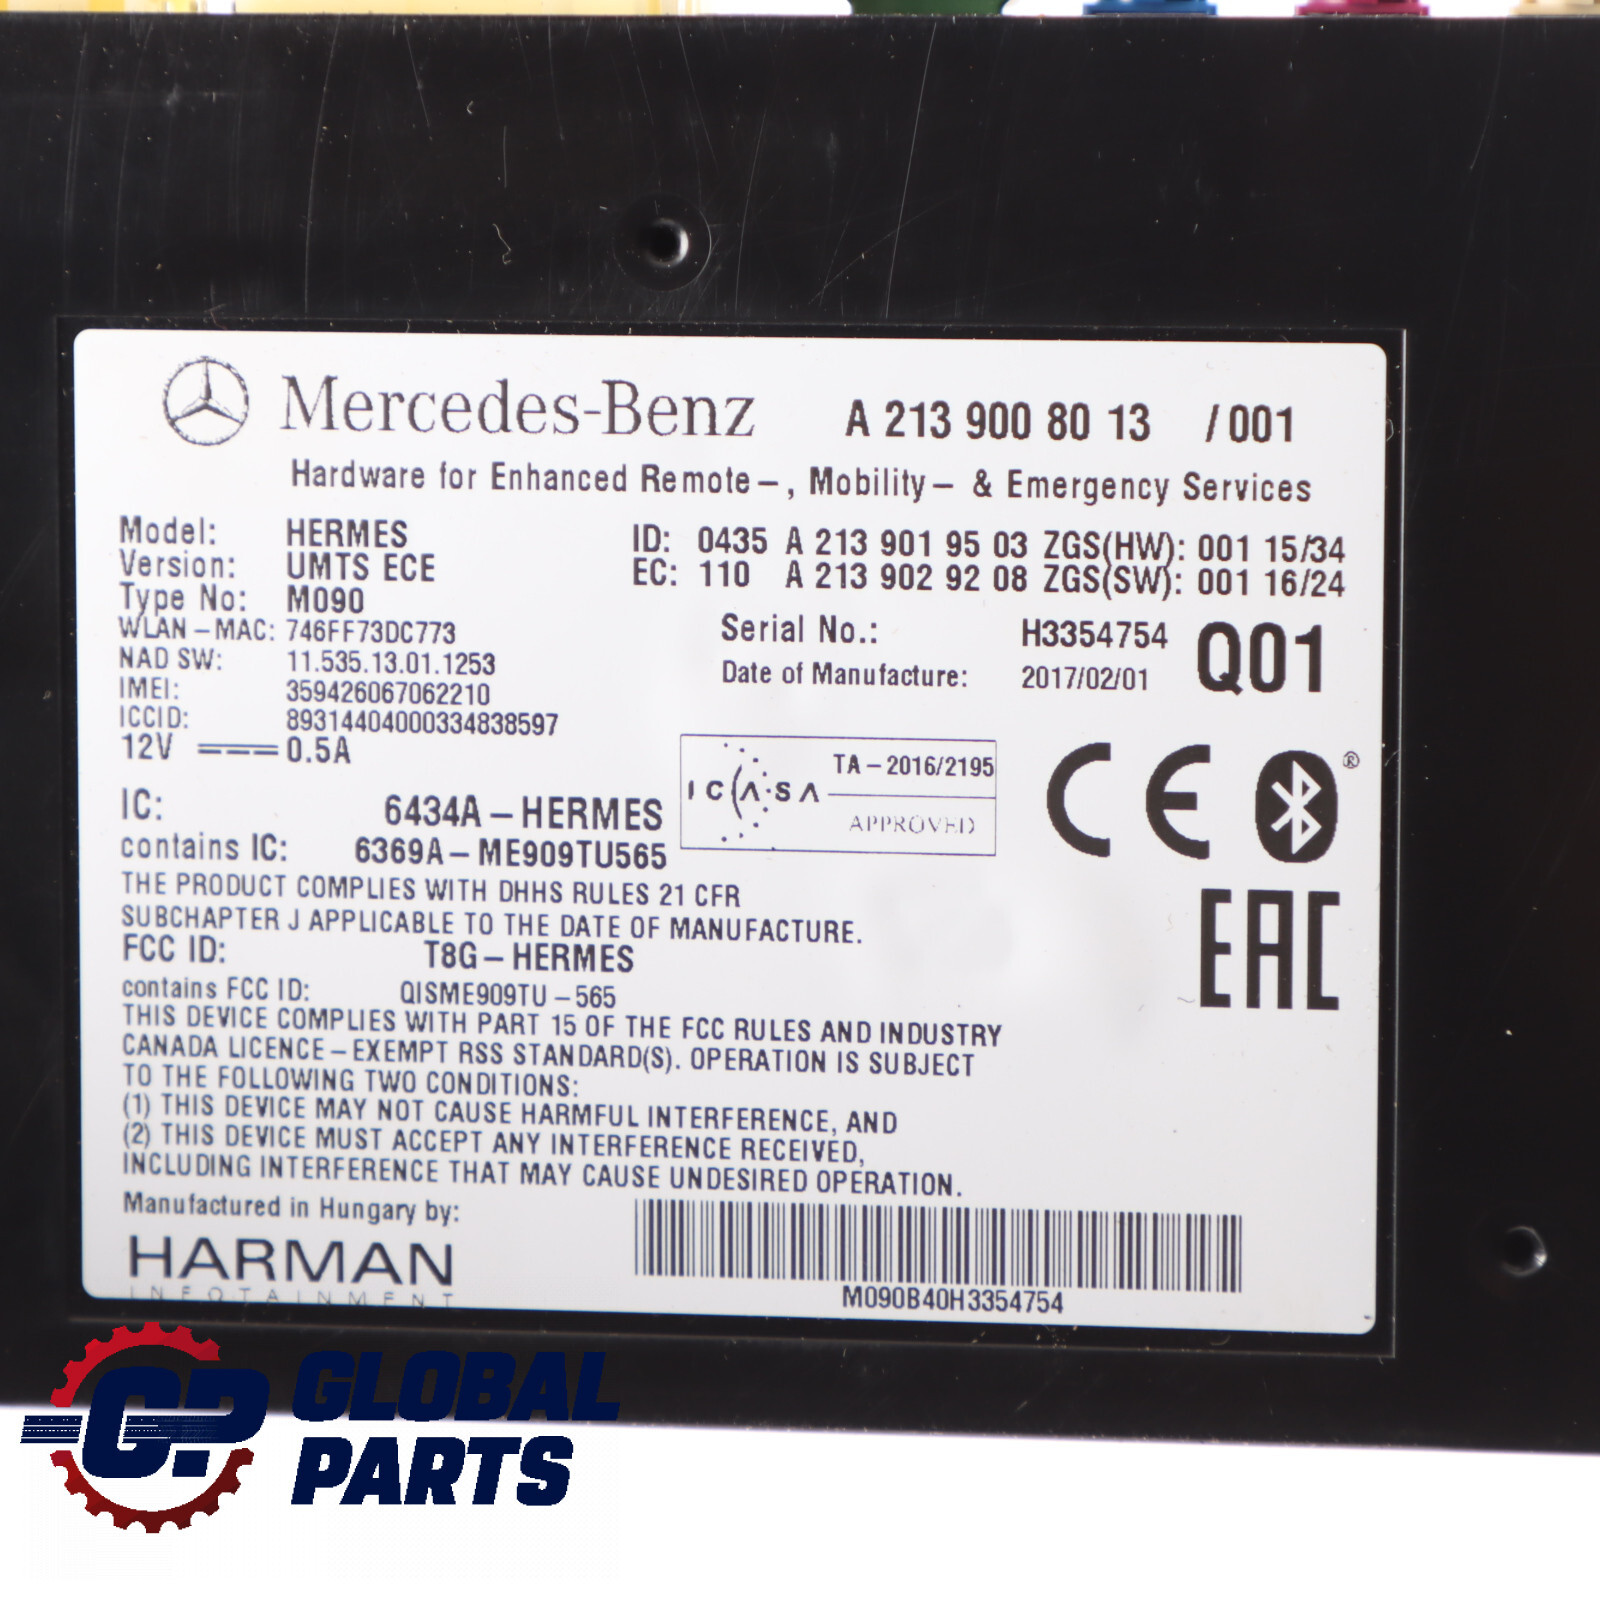 Mercedes-Benz A 213 900 80 13 /001
Hardware for Enhanced Remote-, Mobility- & Emergency Services
Model: HERMES ID: 0435 A 213 901 95 03 ZGS(HW): 001 15/34
Version: UMTS ECE EC: 110 A 213 902 92 08 ZGS(SW): 001 16/24
Type No: M090
WLAN-MAC: 746FF73DC773 Serial No.: H3354754 Q01
NAD SW: 11.535.13.01.1253 Date of Manufacture: 2017/02/01
IMEI: 359426067062210
ICCID: 89314404000334838597
12V 0.5A
ICASA TA-2016/2195
APPROVED
CE ®
IC: 6434A-HERMES
contains IC: 6369A-ME909TU565
THE PRODUCT COMPLIES WITH DHHS RULES 21 CFR
SUBCHAPTER J APPLICABLE TO THE DATE OF MANUFACTURE.
EAC
FCC ID: T8G-HERMES
contains FCC ID: QISME909TU-565
THIS DEVICE COMPLIES WITH PART 15 OF THE FCC RULES AND INDUSTRY
CANADA LICENCE-EXEMPT RSS STANDARD(S). OPERATION IS SUBJECT
TO THE FOLLOWING TWO CONDITIONS:
(1) THIS DEVICE MAY NOT CAUSE HARMFUL INTERFERENCE, AND
(2) THIS DEVICE MUST ACCEPT ANY INTERFERENCE RECEIVED,
INCLUDING INTERFERENCE THAT MAY CAUSE UNDESIRED OPERATION.
Manufactured in Hungary by:
HARMAN
INFOTAINMENT
M090B40H3354754
GP GLOBAL
PARTS